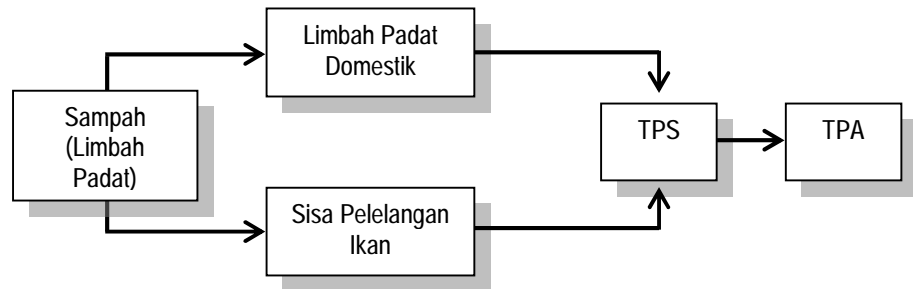 Limbah Padat
Domestik
Sampah
(Limbah
Padat)
TPS
TPA
Sisa Pelelangan
Ikan